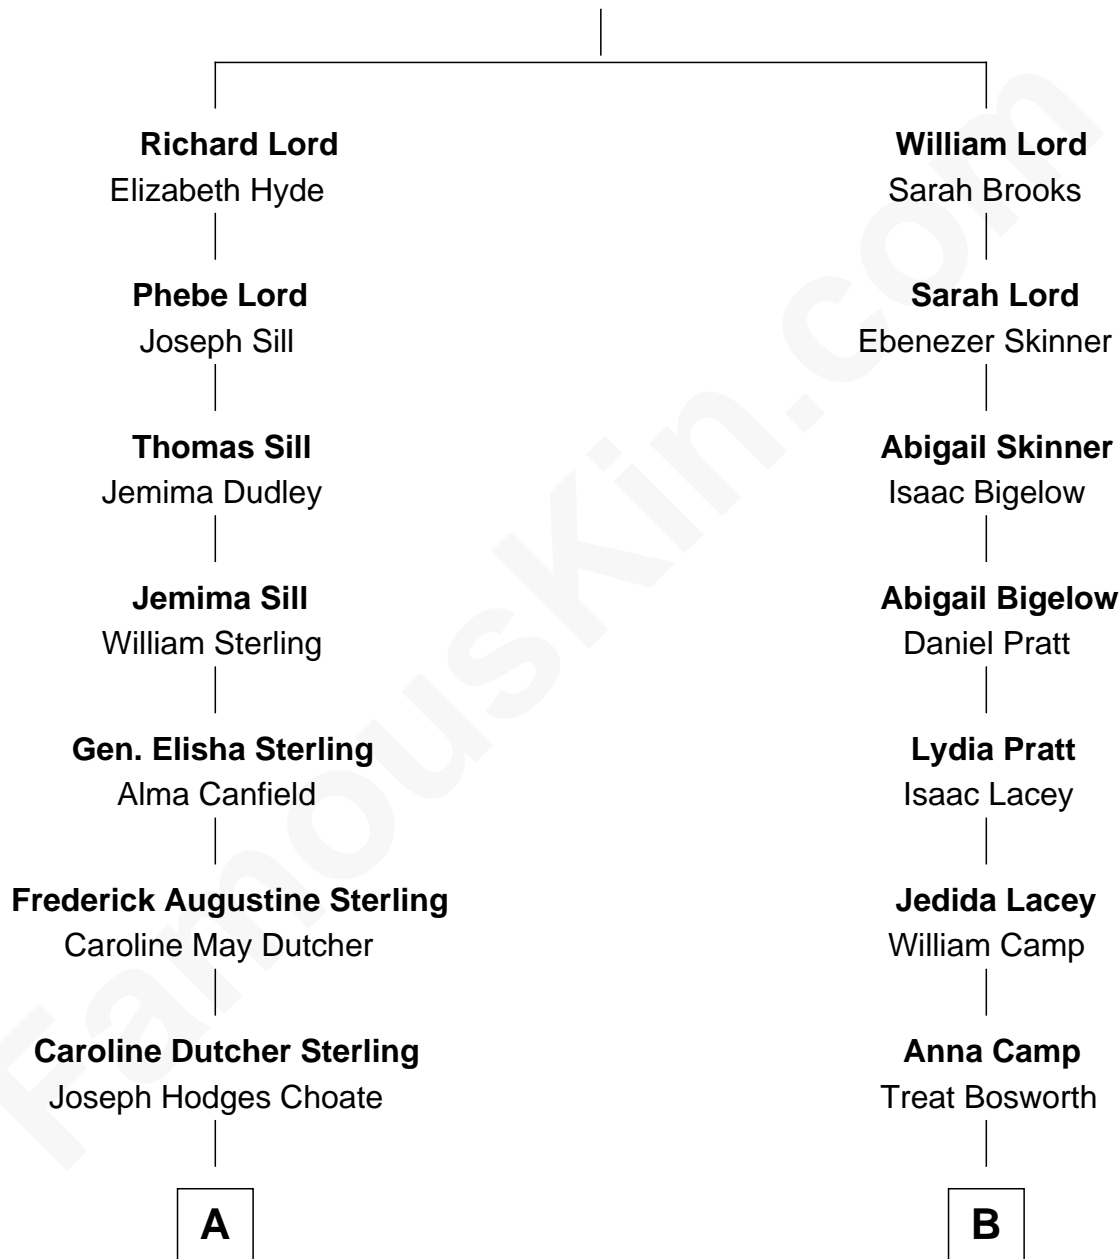 Richard Lord
Elizabeth Hyde
Phebe Lord
Joseph Sill
Thomas Sill
Jemima Dudley
Jemima Sill
William Sterling
Gen. Elisha Sterling
Alma Canfield
Frederick Augustine Sterling
Caroline May Dutcher
Caroline Dutcher Sterling
Joseph Hodges Choate
A
William Lord
Sarah Brooks
Sarah Lord
Ebenezer Skinner
Abigail Skinner
Isaac Bigelow
Abigail Bigelow
Daniel Pratt
Lydia Pratt
Isaac Lacey
Jedida Lacey
William Camp
Anna Camp
Treat Bosworth
B
FamousKin.com